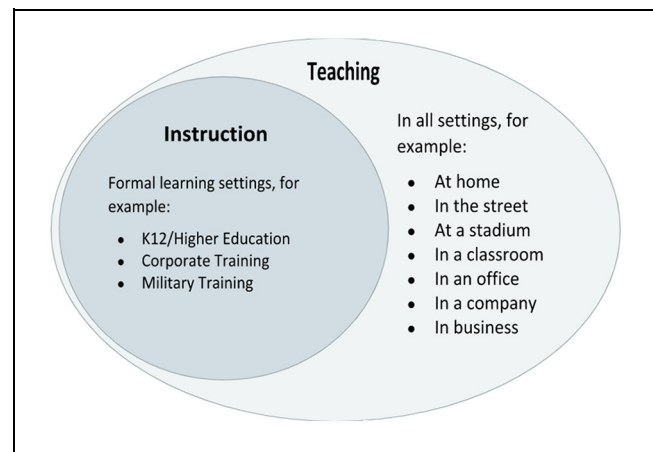 Teaching
Instruction
Formal learning settings, for
example:
• K12/Higher Education
• Corporate Training
• Military Training
In all settings, for
example:
• At home
• In the street
• At a stadium
• In a classroom
• In an office
• In a company
• In business